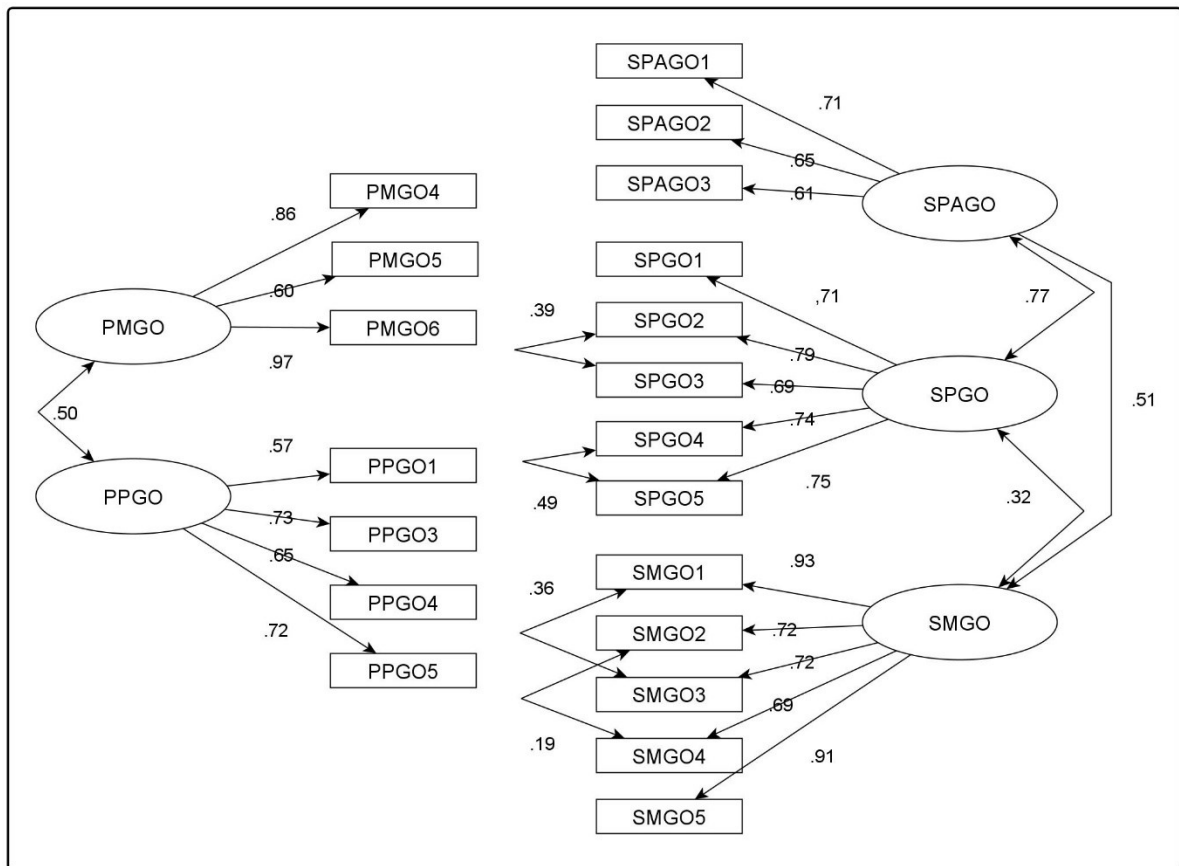 PMGO
PPGO
.50
.86
.60
.97
PMGO4
PMGO5
PMGO6
.57
.73
.65
.72
PPGO1
PPGO3
PPGO4
PPGO5
SPAGO1
SPAGO2
SPAGO3
.71
.65
.61
SPAGO
SPGO1
SPGO2
SPGO3
SPGO4
SPGO5
.39
.49
,71
.79
.69
.74
.75
SPGO
.77
.51
.32
SMGO1
SMGO2
SMGO3
SMGO4
SMGO5
.36
.19
.93
.72
.72
.69
.91
SMGO